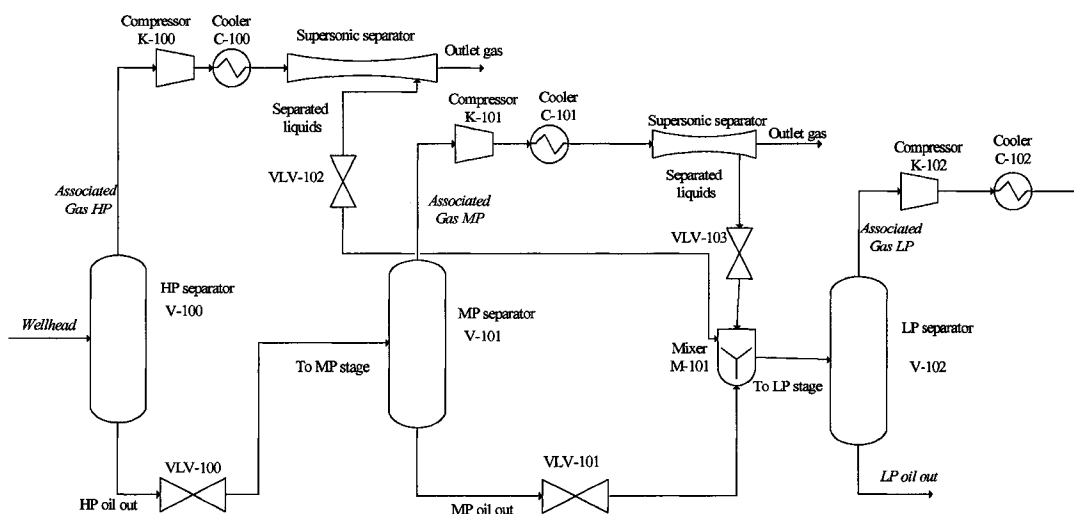 Compressor
K-100
Cooler
C-100
Supersonic separator
Outlet gas
Separated
liquids
VLV-102
Compressor
K-101
Cooler
C-101
Supersonic separator
Outlet gas
Separated
liquids
VLV-103
Compressor
K-102
Cooler
C-102
Associated
Gas HP
Associated
Gas MP
Associated
Gas LP
Wellhead
HP separator
V-100
To MP stage
MP separator
V-101
Mixer
M-101
To LP stage
LP separator
V-102
VLV-100
HP oil out
VLV-101
MP oil out
LP oil out